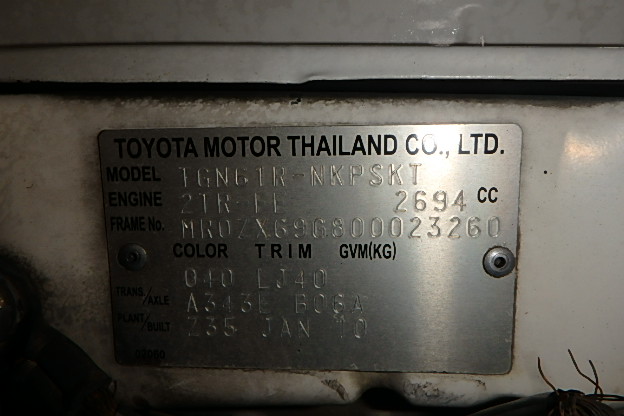 TOYOTA MOTOR THAILAND CO., LTD.
MODEL TGN61R-NKPSKT
ENGINE 2TR-FE 2694 CC
FRAME No. MR0ZX69G800023260
COLOR TRIM GVM(KG)
040 LJ40
TRANS/AXLE A343E B06A
PLANT/BUILT Z35 JAN 10